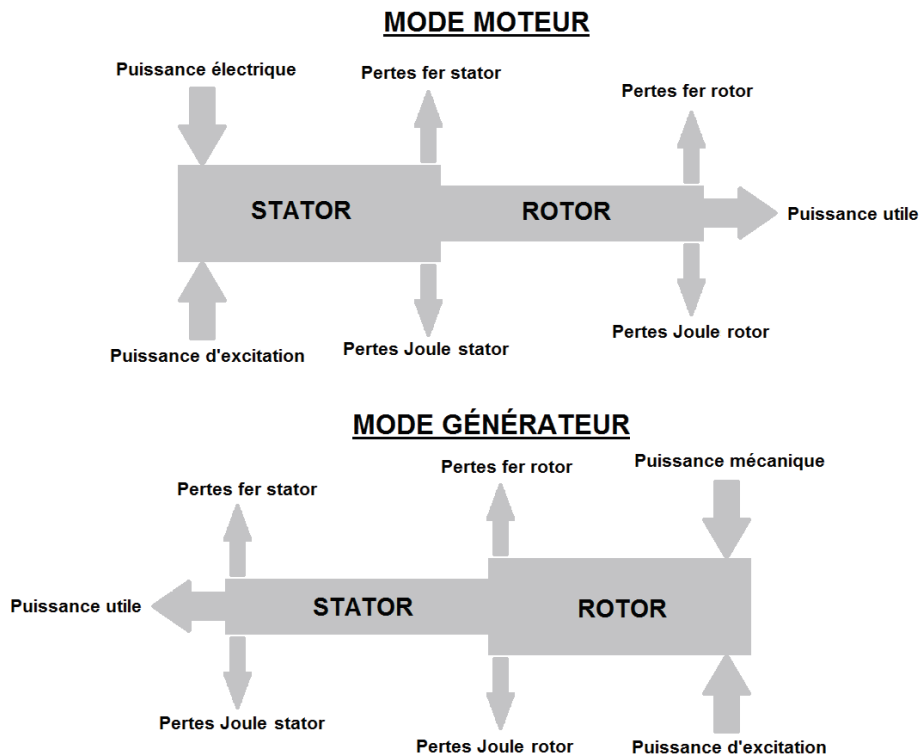 MODE MOTEUR
Puissance électrique
Pertes fer stator
Pertes fer rotor
STATOR
ROTOR
Puissance utile
Puissance d'excitation
Pertes Joule stator
Pertes Joule rotor
MODE GÉNÉRATEUR
Pertes fer stator
Pertes fer rotor
Puissance mécanique
Puissance utile
STATOR
ROTOR
Pertes Joule stator
Pertes Joule rotor
Puissance d'excitation